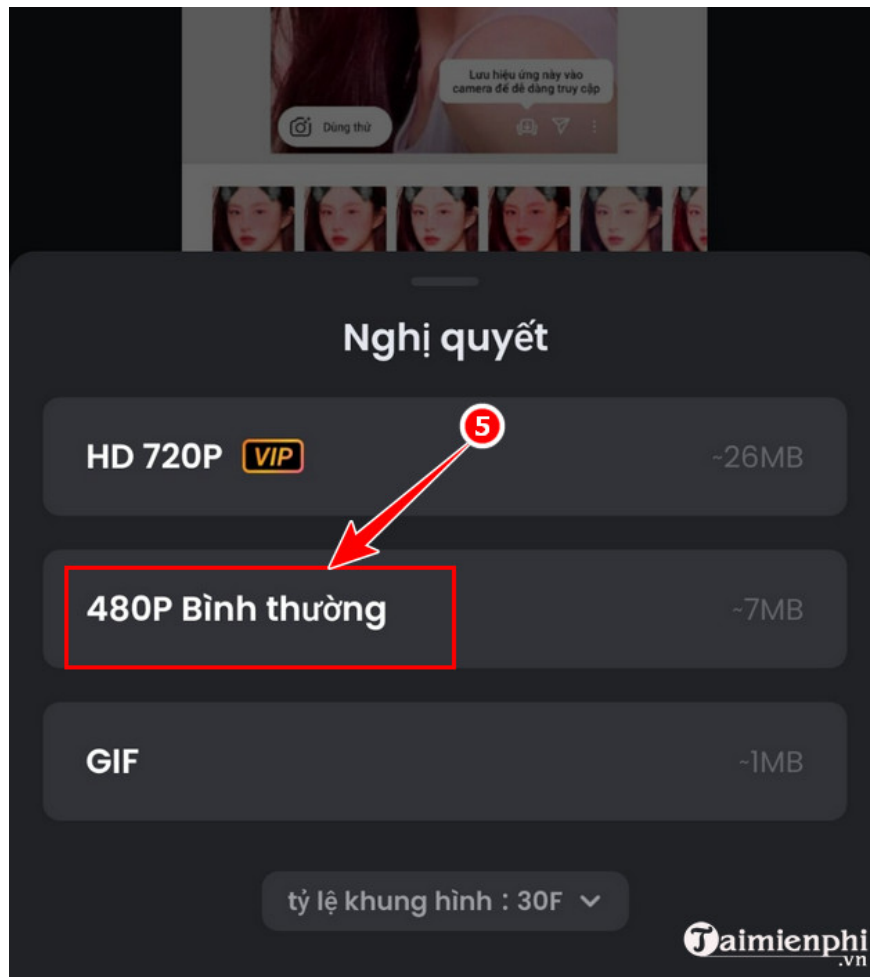 Lưu hiệu ứng này vào
camera để dễ dàng truy cập
Dùng thử
Nghị quyết
5
HD 720P VIP ~26MB
480P Bình thường ~7MB
GIF ~1MB
tỷ lệ khung hình : 30F
Taimienphi
.vn